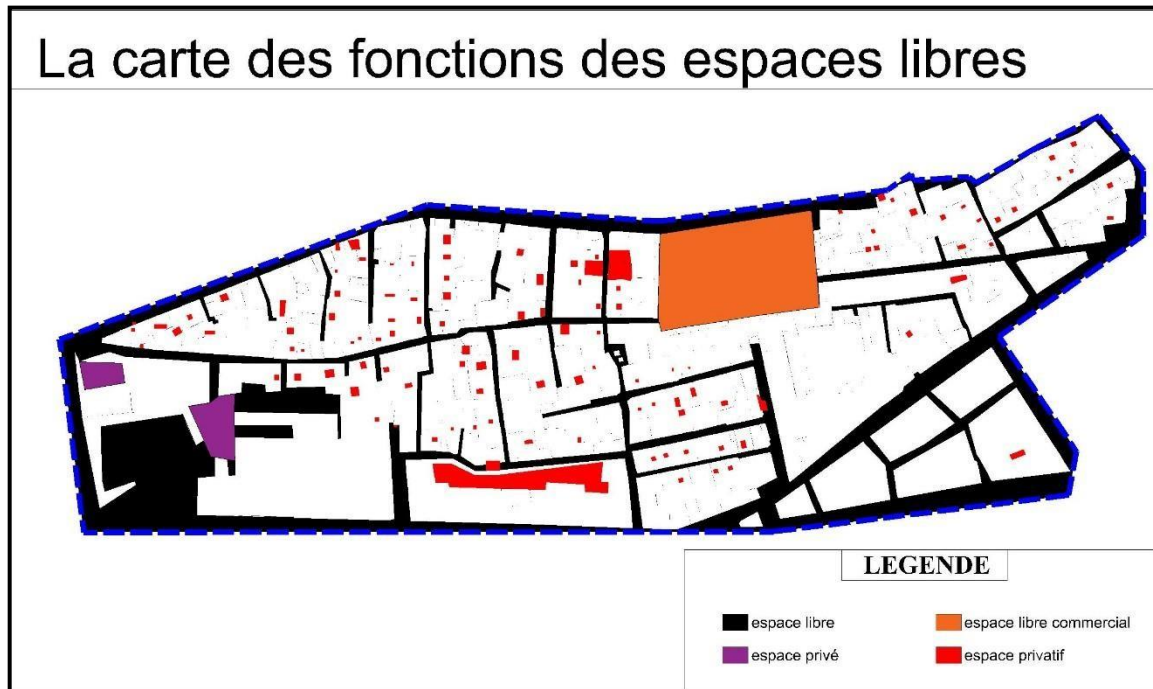 La carte des fonctions des espaces libres
LEGENDE
espace libre
espace libre commercial
espace privé
espace privatif